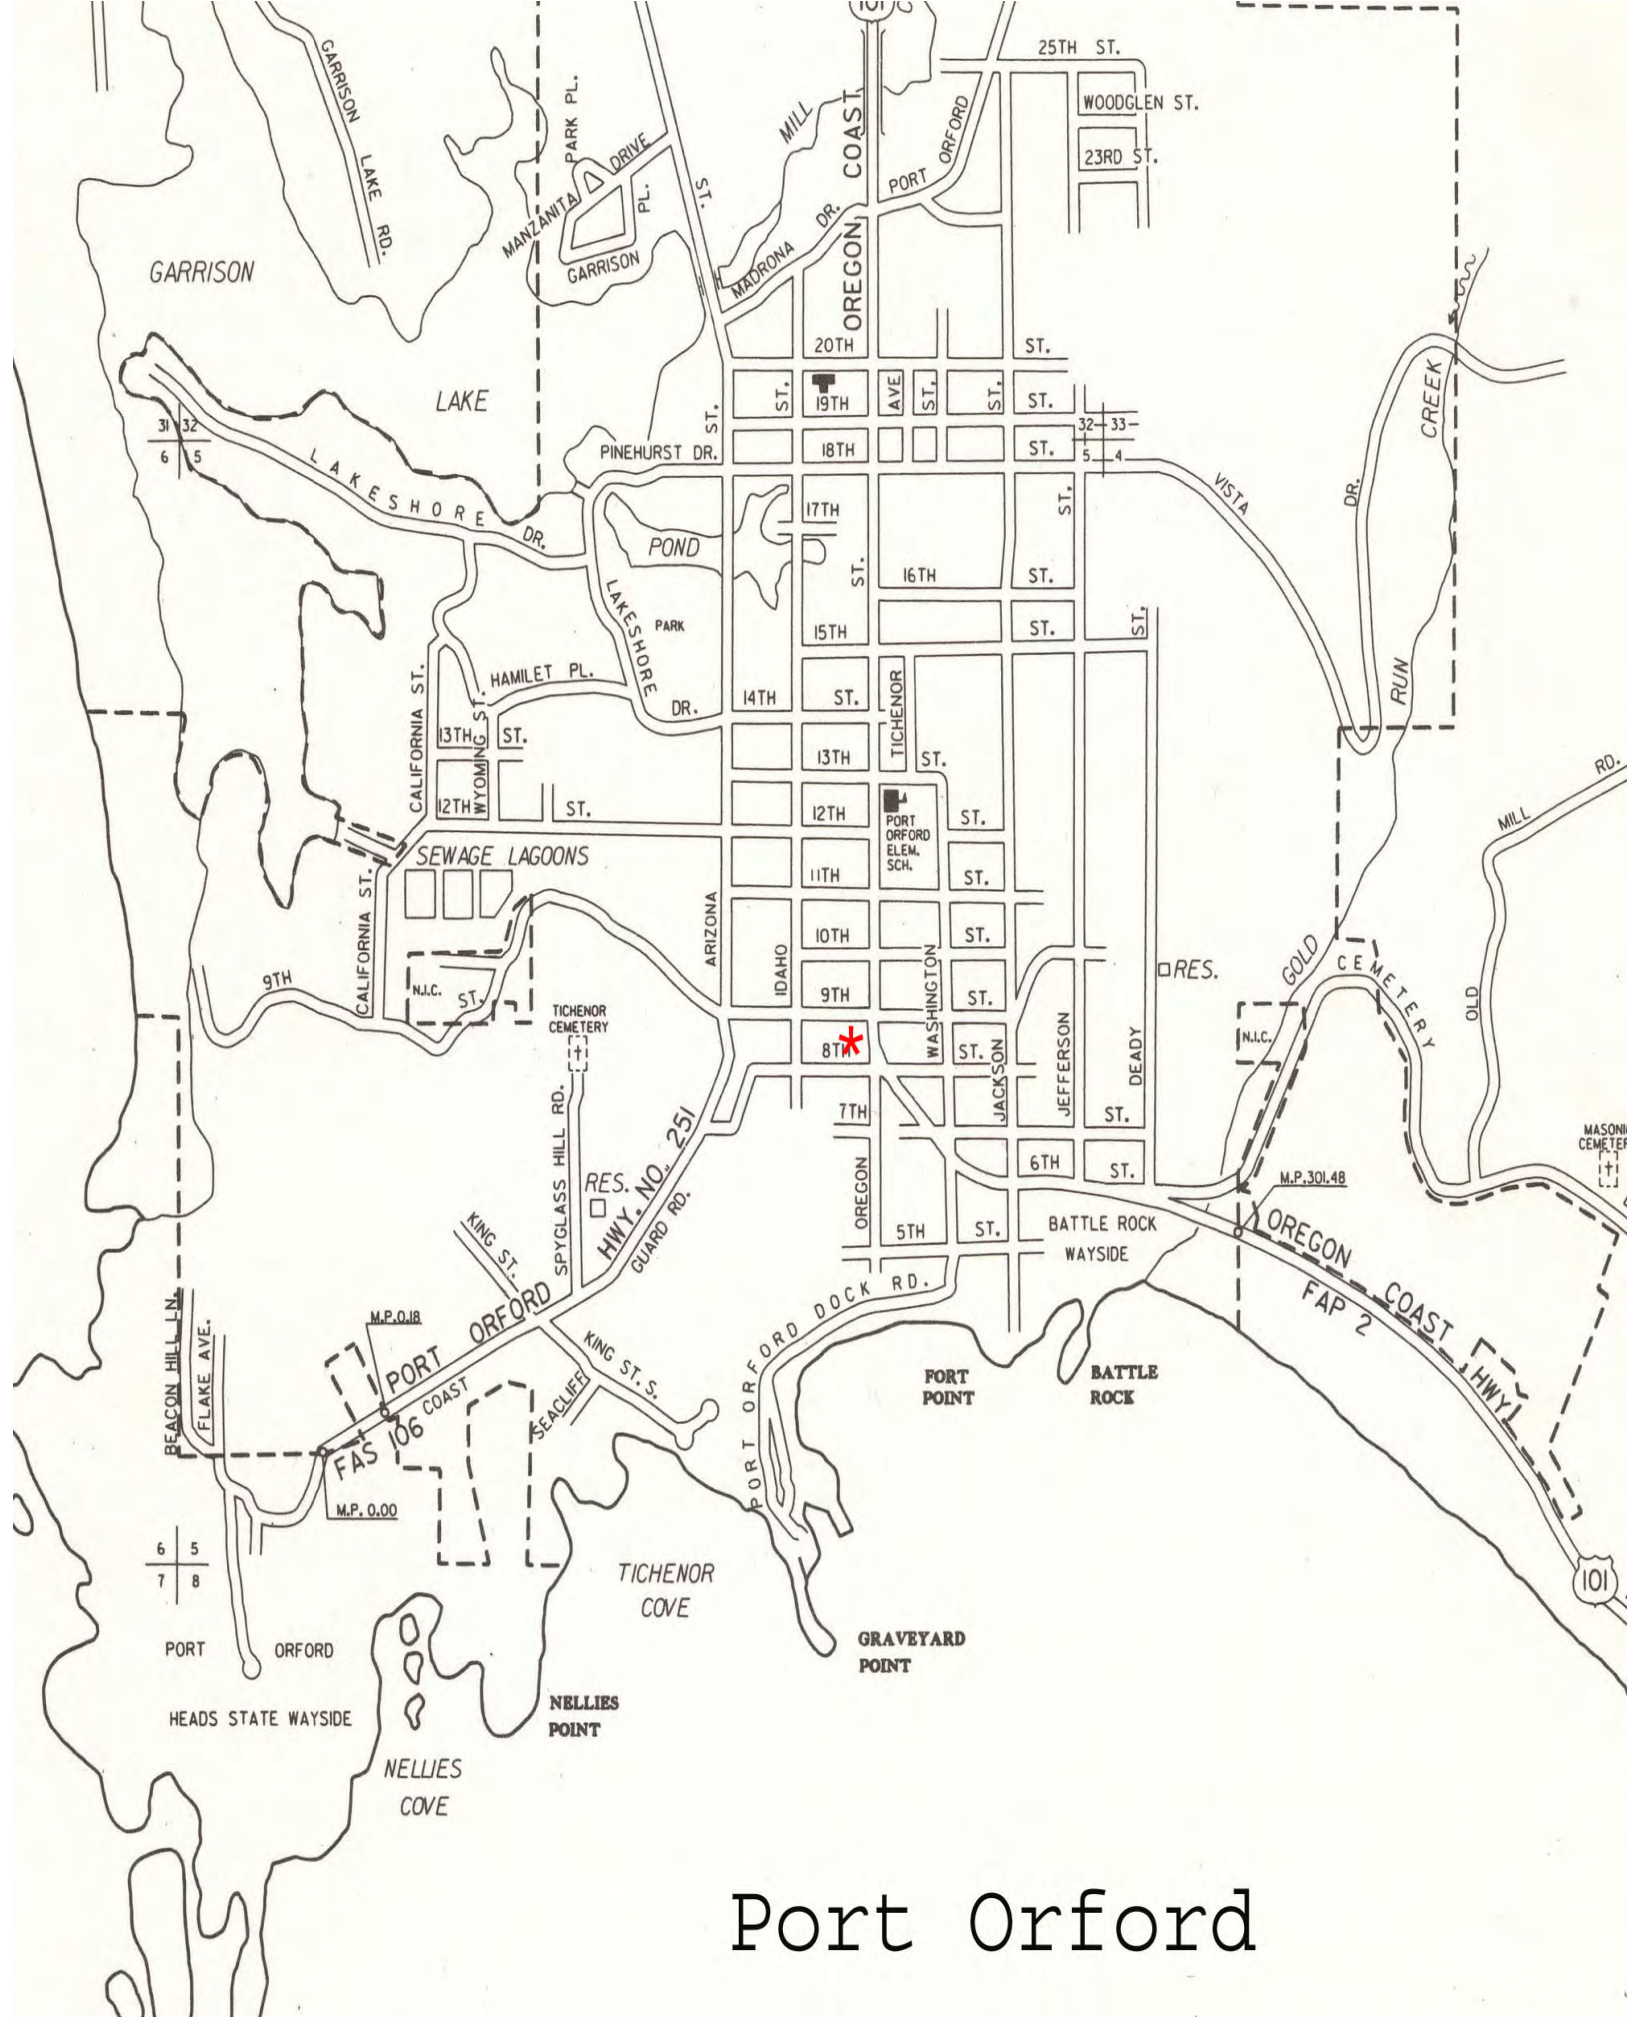 101
25TH ST.
WOODGLEN ST.
23RD ST.
GARRISON LAKE RD.
PARK PL.
MANZANITA DRIVE
GARRISON PL.
ST.
MILL
PORT ORFORD
MADRONA DR.
OREGON COAST
GARRISON
LAKE
20TH ST.
19TH ST.
ST.
ST.
AVE
ST.
ST.
18TH ST.
31 32
6 5
32 33
5 4
PINEHURST DR.
LAKESHORE DR.
VISTA DR.
CREEK
RUN
GOLD
17TH
ST.
ST.
POND
16TH ST.
PARK
LAKESHORE DR.
15TH ST.
ST.
HAMILET PL.
CALIFORNIA ST.
WYOMING ST.
14TH ST.
TICHENOR
13TH ST.
13TH ST.
12TH ST.
12TH ST.
PORT
ORFORD
ELEM.
SCH.
MILL RD.
OLD
SEWAGE LAGOONS
11TH ST.
CALIFORNIA ST.
ARIZONA
IDAHO
10TH ST.
WASHINGTON
9TH ST.
N.I.C.
9TH ST.
RES.
CEMETERY
N.I.C.
TICHENOR
CEMETERY
8TH ST.
*
JACKSON
JEFFERSON
DEADY
7TH ST.
SPYGLASS HILL RD.
HWY. NO. 251
GUARD RD.
RES.
6TH ST.
M.P.301.48
OREGON
5TH ST.
BATTLE ROCK
WAYSIDE
KING ST.
OREGON COAST HWY
FAP 2
PORT ORFORD DOCK RD.
BEACON HILL LN.
FLAKE AVE.
M.P.0.18
PORT ORFORD
COAST
FAS 106
KING ST. S.
SEACLIFF
FORT
POINT
BATTLE
ROCK
M.P. 0.00
101
6 5
7 8
TICHENOR
COVE
PORT ORFORD
HEADS STATE WAYSIDE
GRAVEYARD
POINT
NELLIES
POINT
NELLIES
COVE
Port Orford